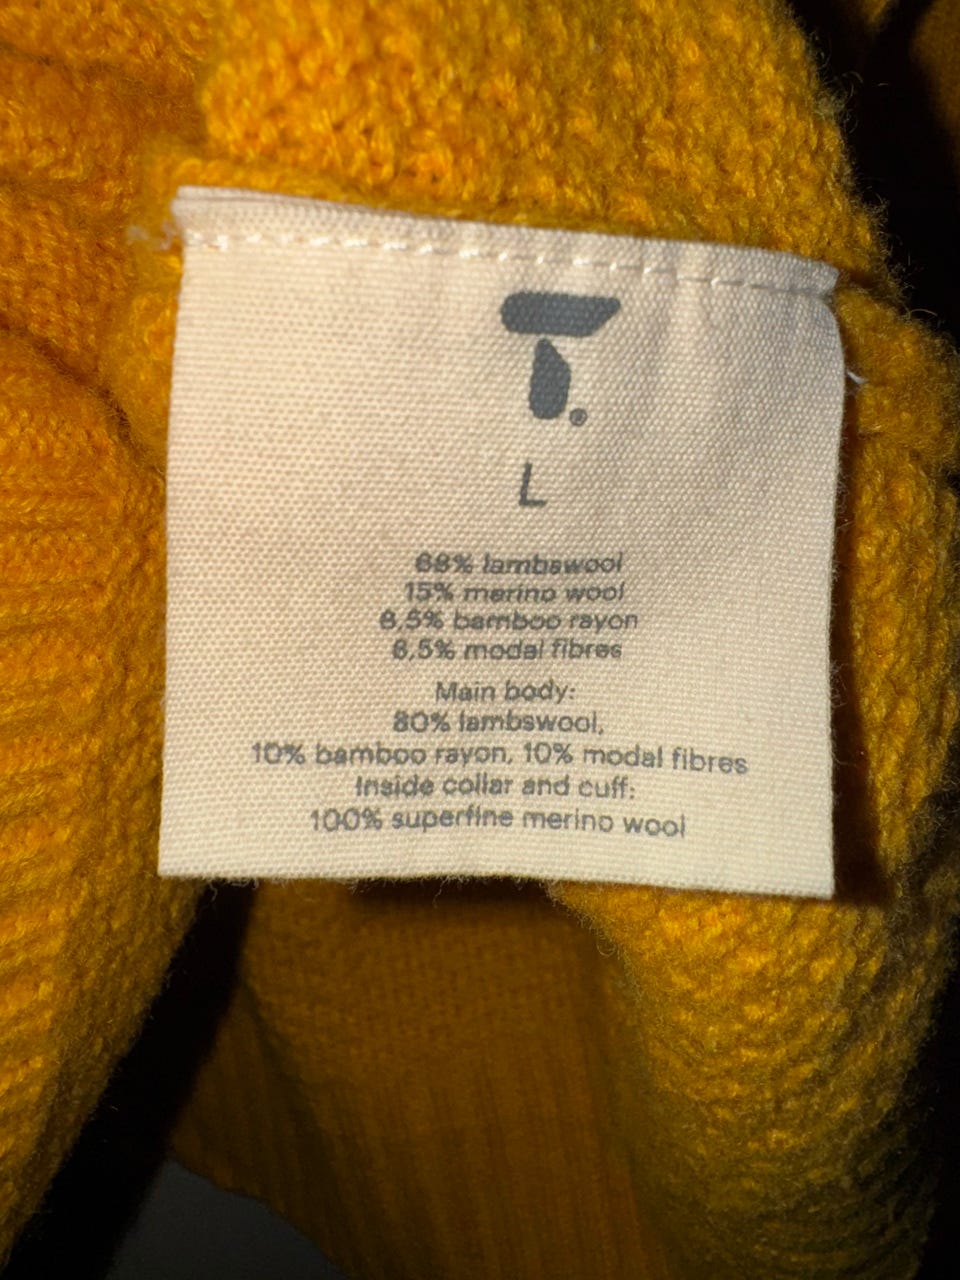 T®
L
68% lambswool
15% merino wool
8,5% bamboo rayon
8,5% modal fibres
Main body:
80% lambswool,
10% bamboo rayon, 10% modal fibres
Inside collar and cuff:
100% superfine merino wool